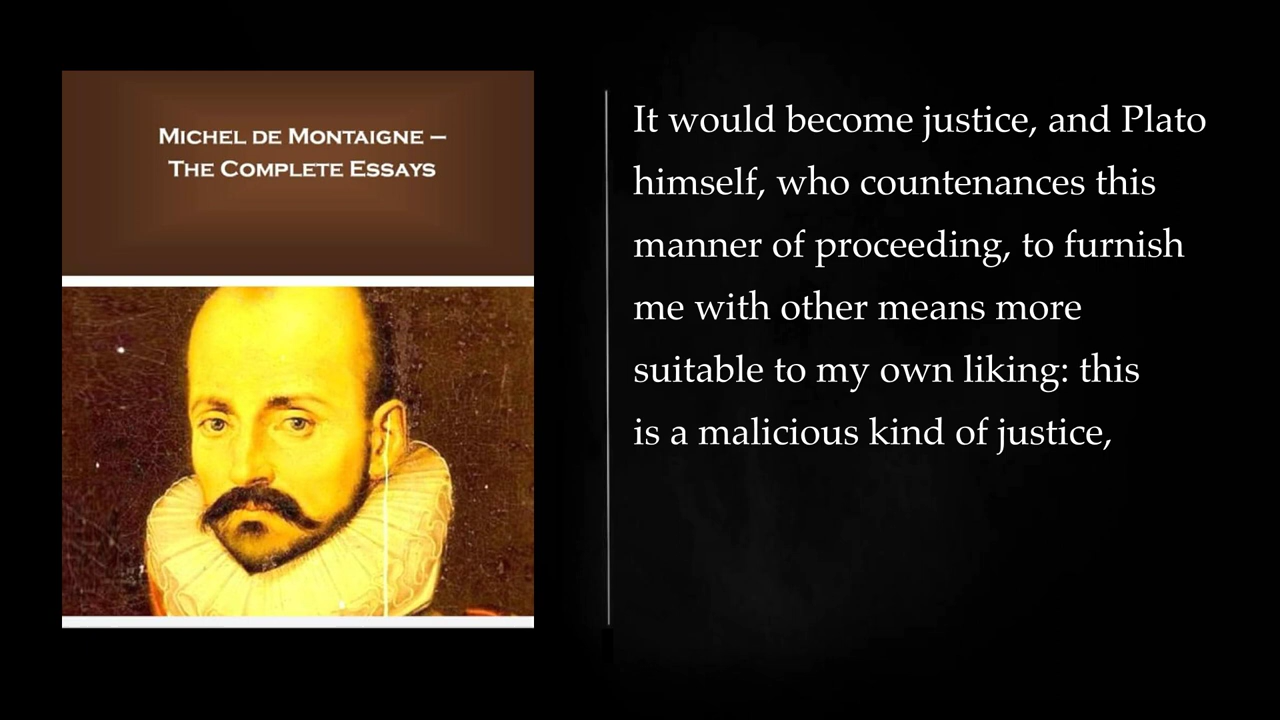 Michel de Montaigne –
The Complete Essays
It would become justice, and Plato
himself, who countenances this
manner of proceeding, to furnish
me with other means more
suitable to my own liking: this
is a malicious kind of justice,